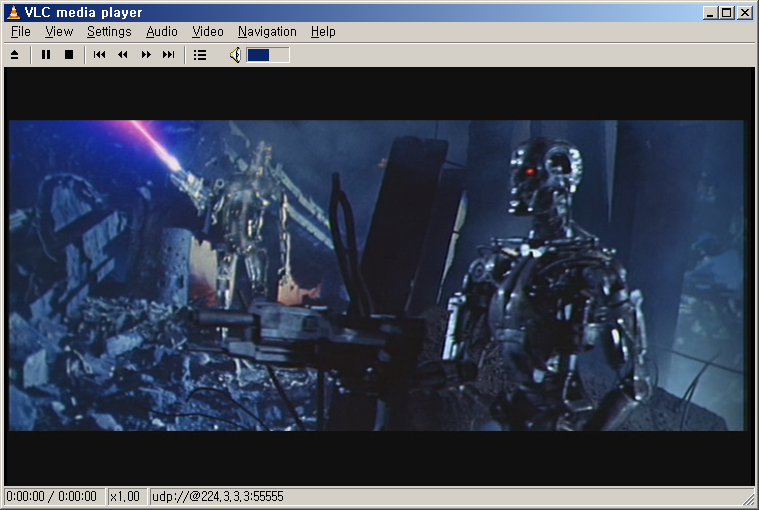 VLC media player
File View Settings Audio Video Navigation Help
0:00:00 / 0:00:00 x1,00 udp://@224,3,3,3:55555